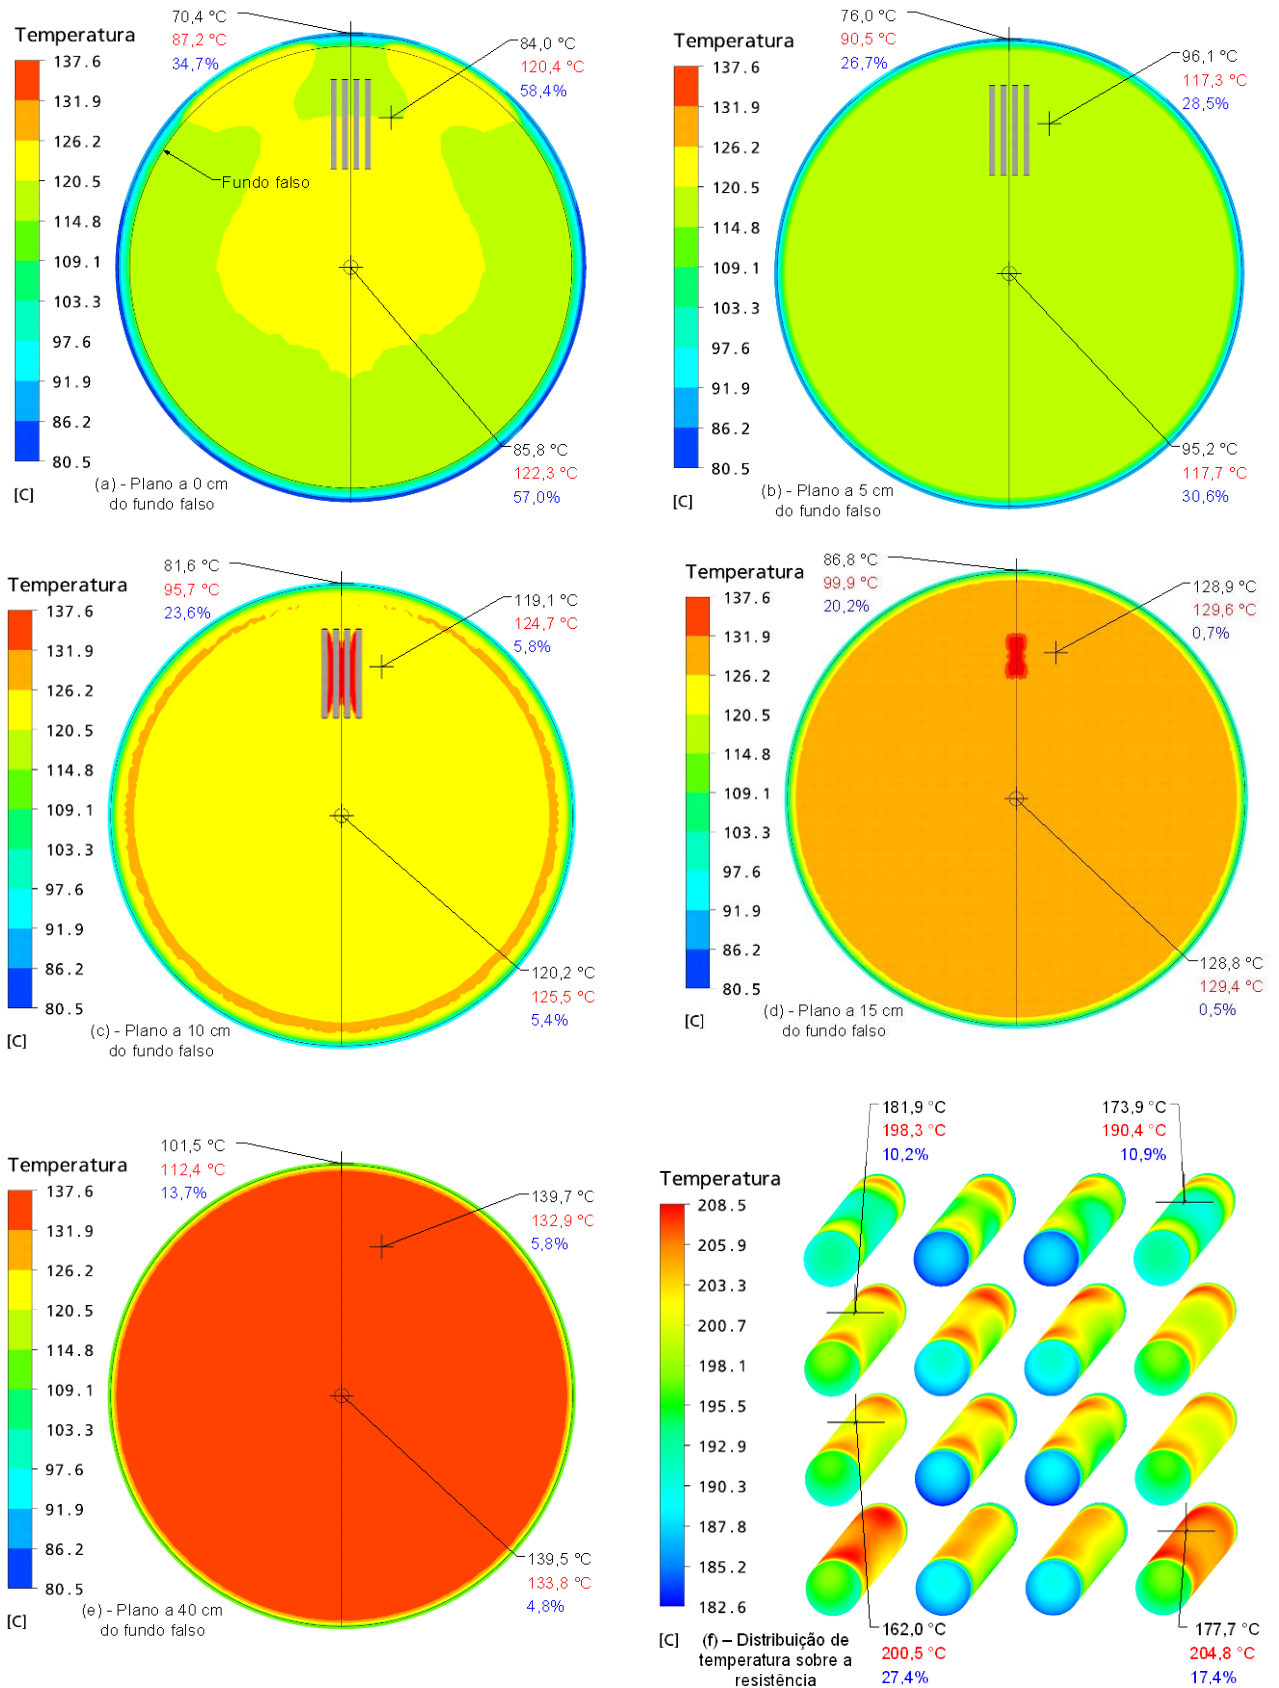 Temperatura
137.6
131.9
126.2
120.5
114.8
109.1
103.3
97.6
91.9
86.2
80.5
[C]
70,4 °C
87,2 °C
34,7%
84,0 °C
120,4 °C
58,4%
Fundo falso
85,8 °C
122,3 °C
57,0%
(a) - Plano a 0 cm
do fundo falso
Temperatura
137.6
131.9
126.2
120.5
114.8
109.1
103.3
97.6
91.9
86.2
80.5
[C]
76,0 °C
90,5 °C
26,7%
96,1 °C
117,3 °C
28,5%
95,2 °C
117,7 °C
30,6%
(b) - Plano a 5 cm
do fundo falso
Temperatura
137.6
131.9
126.2
120.5
114.8
109.1
103.3
97.6
91.9
86.2
80.5
[C]
81,6 °C
95,7 °C
23,6%
119,1 °C
124,7 °C
5,8%
120,2 °C
125,5 °C
5,4%
(c) - Plano a 10 cm
do fundo falso
Temperatura
137.6
131.9
126.2
120.5
114.8
109.1
103.3
97.6
91.9
86.2
80.5
[C]
86,8 °C
99,9 °C
20,2%
128,9 °C
129,6 °C
0,7%
128,8 °C
129,4 °C
0,5%
(d) - Plano a 15 cm
do fundo falso
Temperatura
137.6
131.9
126.2
120.5
114.8
109.1
103.3
97.6
91.9
86.2
80.5
[C]
101,5 °C
112,4 °C
13,7%
139,7 °C
132,9 °C
5,8%
139,5 °C
133,8 °C
4,8%
(e) - Plano a 40 cm
do fundo falso
Temperatura
208.5
205.9
203.3
200.7
198.1
195.5
192.9
190.3
187.8
185.2
182.6
[C]
181,9 °C
198,3 °C
10,2%
173,9 °C
190,4 °C
10,9%
162,0 °C
200,5 °C
27,4%
177,7 °C
204,8 °C
17,4%
(f) – Distribuição de
temperatura sobre a
resistência